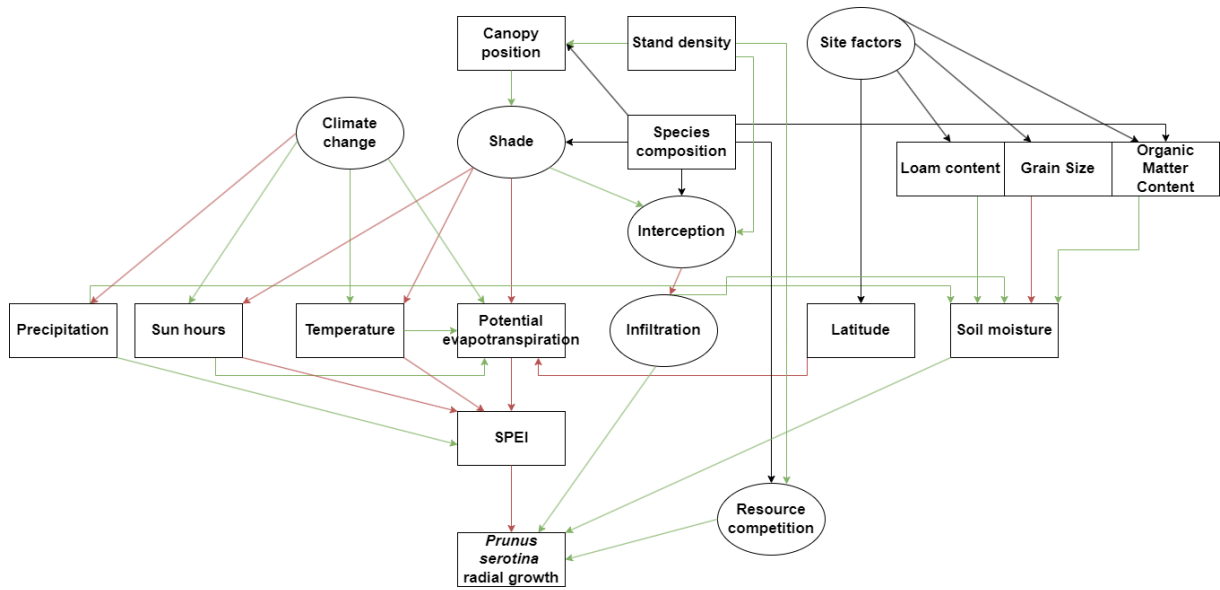 Canopy
position
Stand density
Site factors
Climate
change
Shade
Species
composition
Loam content
Grain Size
Organic
Matter
Content
Interception
Precipitation
Sun hours
Temperature
Potential
evapotranspiration
Infiltration
Latitude
Soil moisture
SPEI
Resource
competition
Prunus
serotina
radial growth